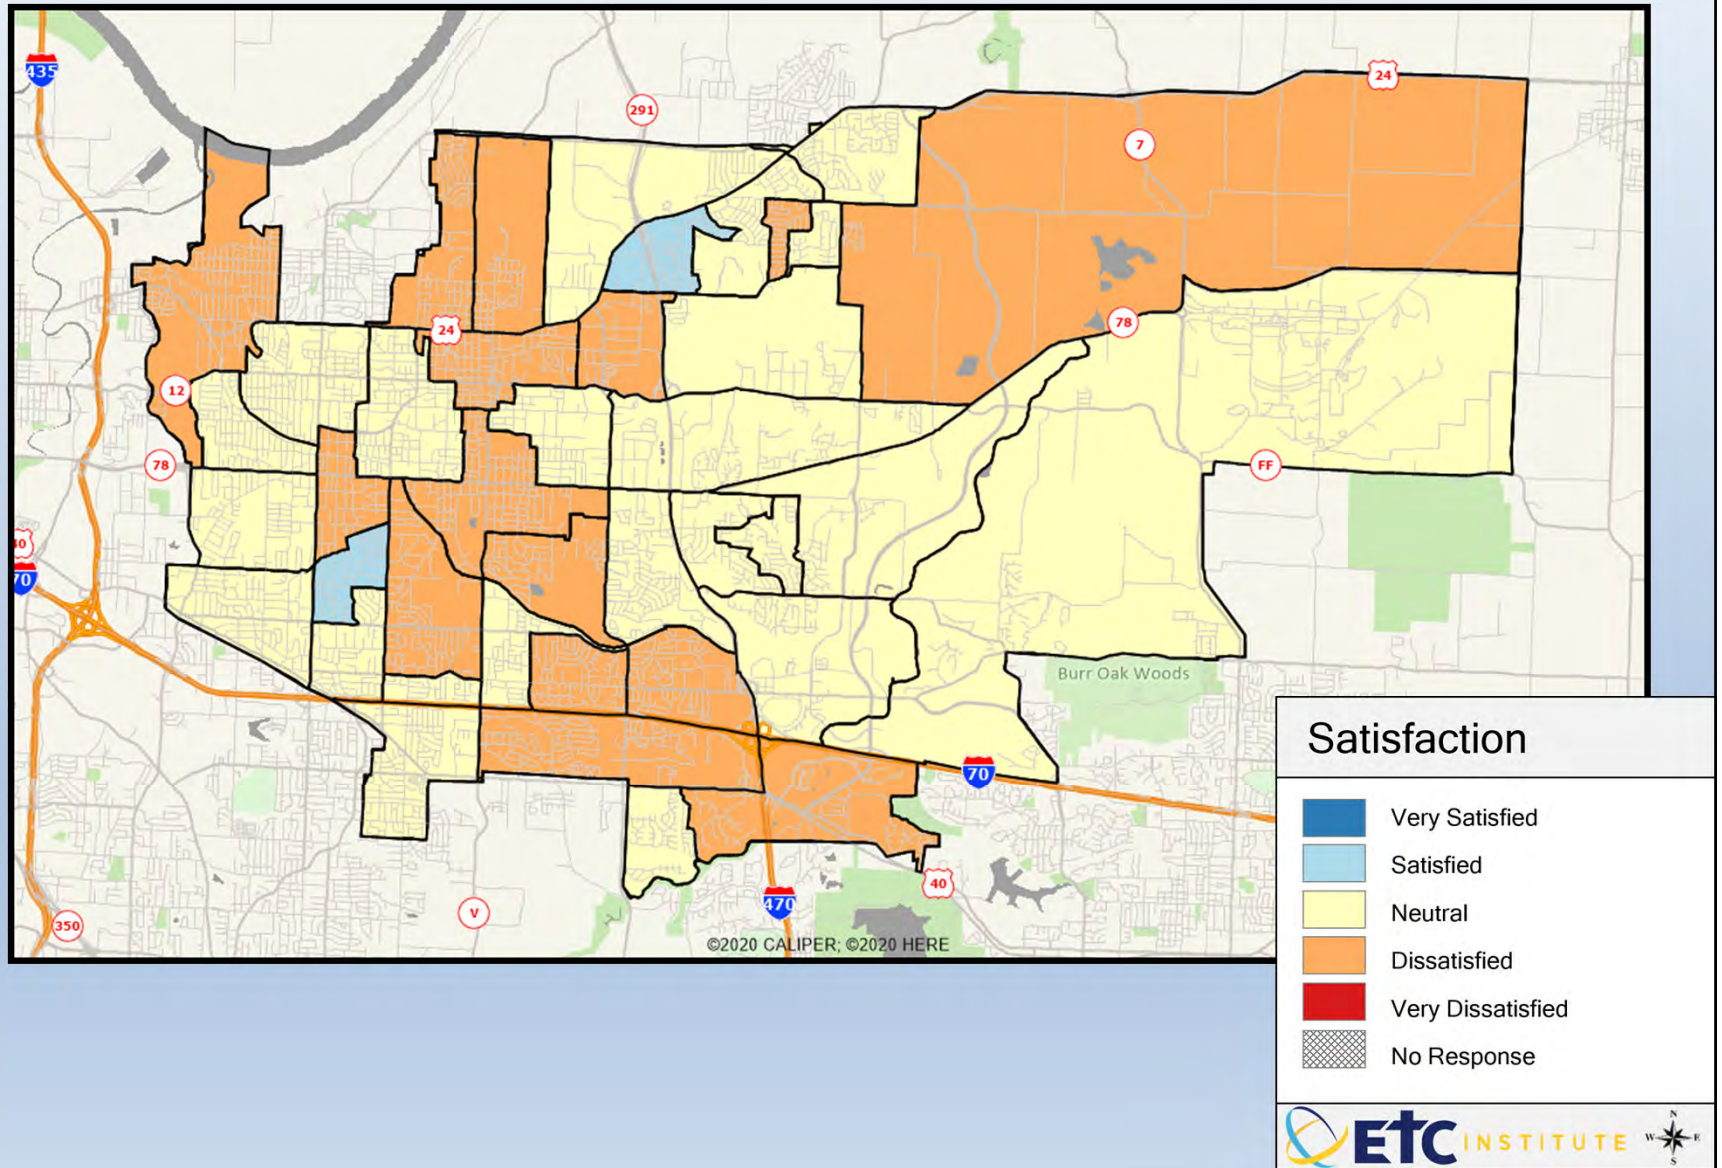 435
24
291
7
24
78
12
78
FF
40
70
Burr Oak Woods
70
40
470
V
350
©2020 CALIPER; ©2020 HERE
Satisfaction
Very Satisfied
Satisfied
Neutral
Dissatisfied
Very Dissatisfied
No Response
N
W E
S
ETC INSTITUTE